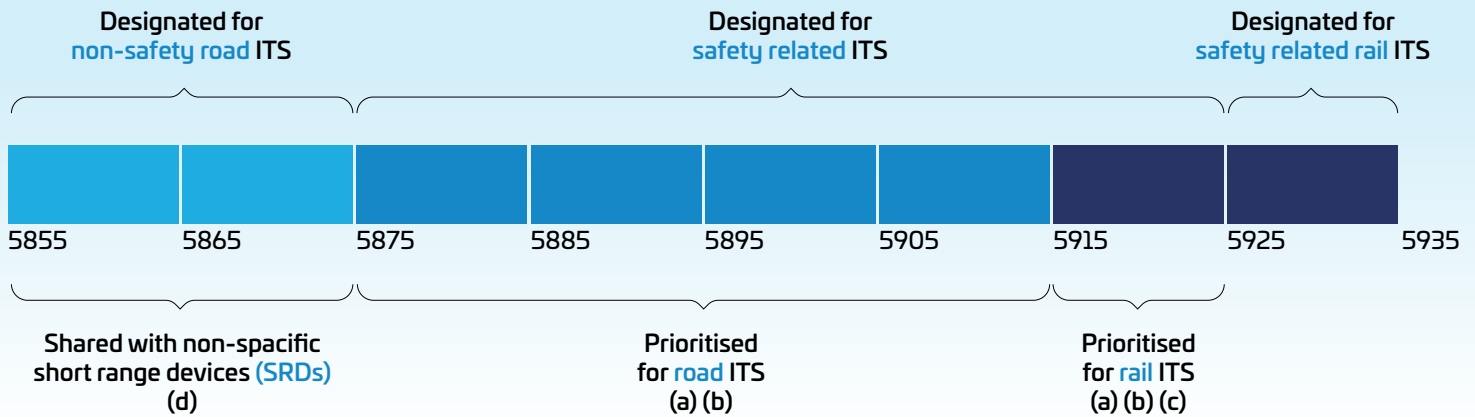 Designated for
non-safety road ITS
Designated for
safety related ITS
Designated for
safety related rail ITS
5855 5865 5875 5885 5895 5905 5915 5925 5935
Shared with non-spacific
short range devices (SRDs)
(d)
Prioritised
for road ITS
(a) (b)
Prioritised
for rail ITS
(a) (b) (c)